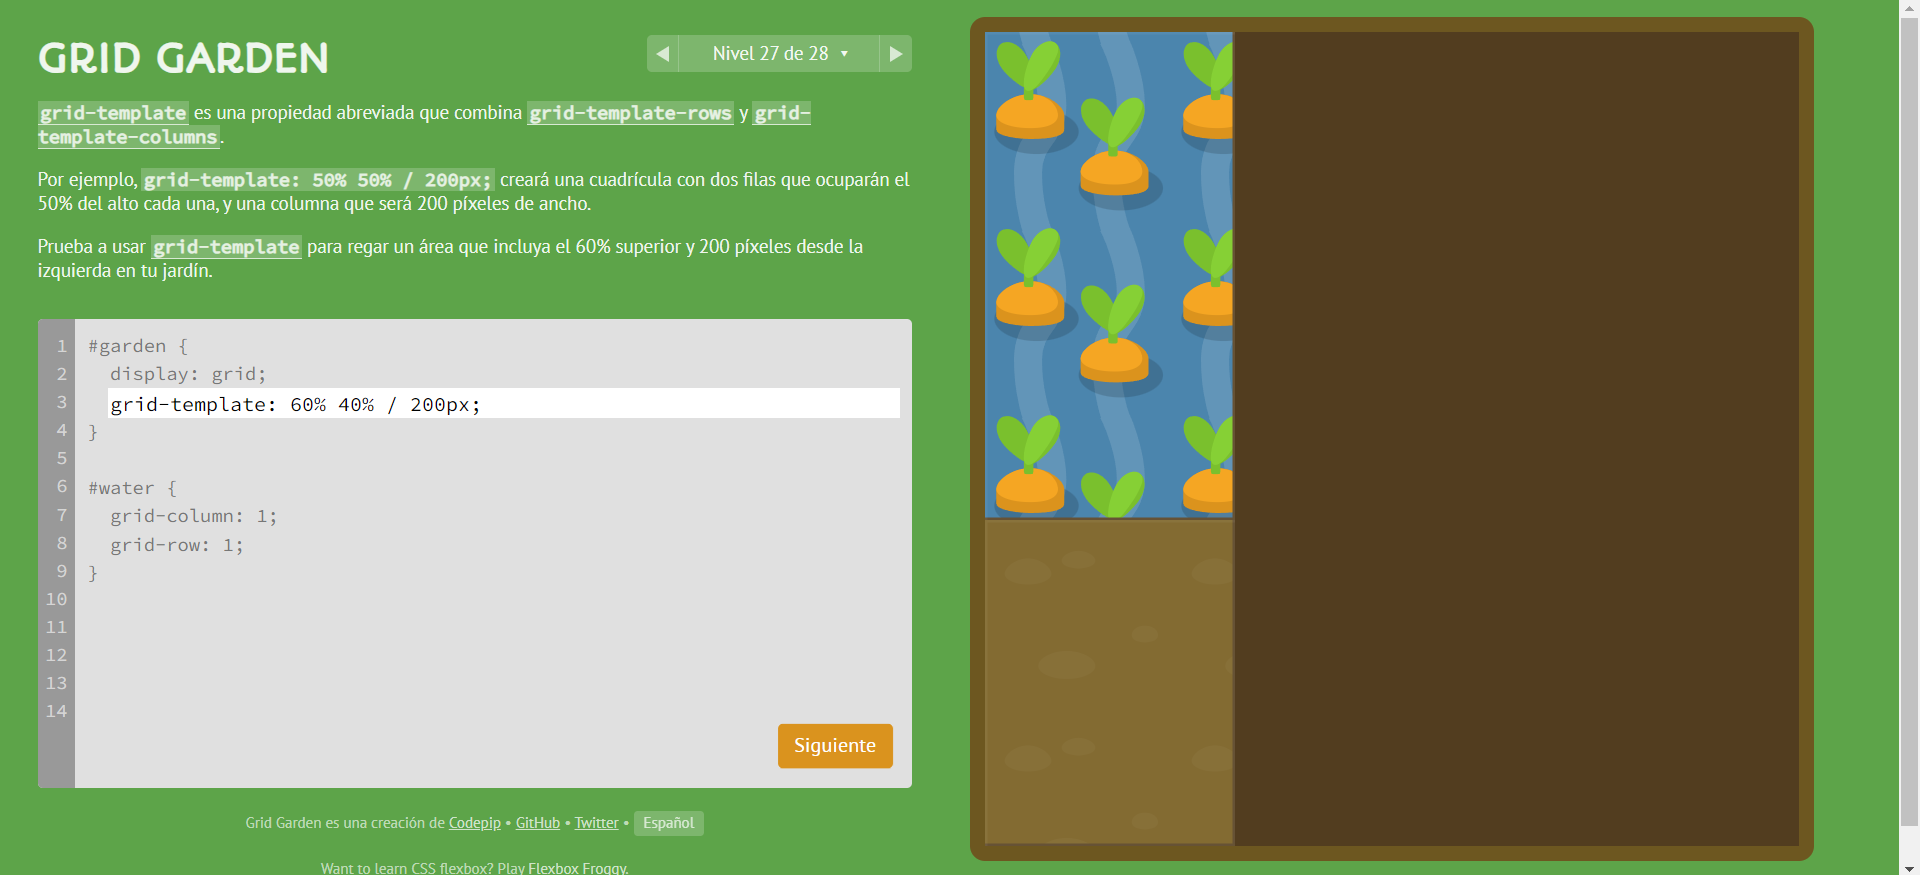 GRID GARDEN
◀ Nivel 27 de 28 ▾ ▶
grid-template es una propiedad abreviada que combina grid-template-rows y grid-
template-columns.
Por ejemplo, grid-template: 50% 50% / 200px; creará una cuadrícula con dos filas que ocuparán el
50% del alto cada una, y una columna que será 200 píxeles de ancho.
Prueba a usar grid-template para regar un área que incluya el 60% superior y 200 píxeles desde la
izquierda en tu jardín.
1 #garden {
2 display: grid;
3 grid-template: 60% 40% / 200px;
4 }
5
6 #water {
7 grid-column: 1;
8 grid-row: 1;
9 }
10
11
12
13
14
Siguiente
Grid Garden es una creación de Codepip • GitHub • Twitter • Español
Want to learn CSS flexbox? Play Flexbox Froggy.